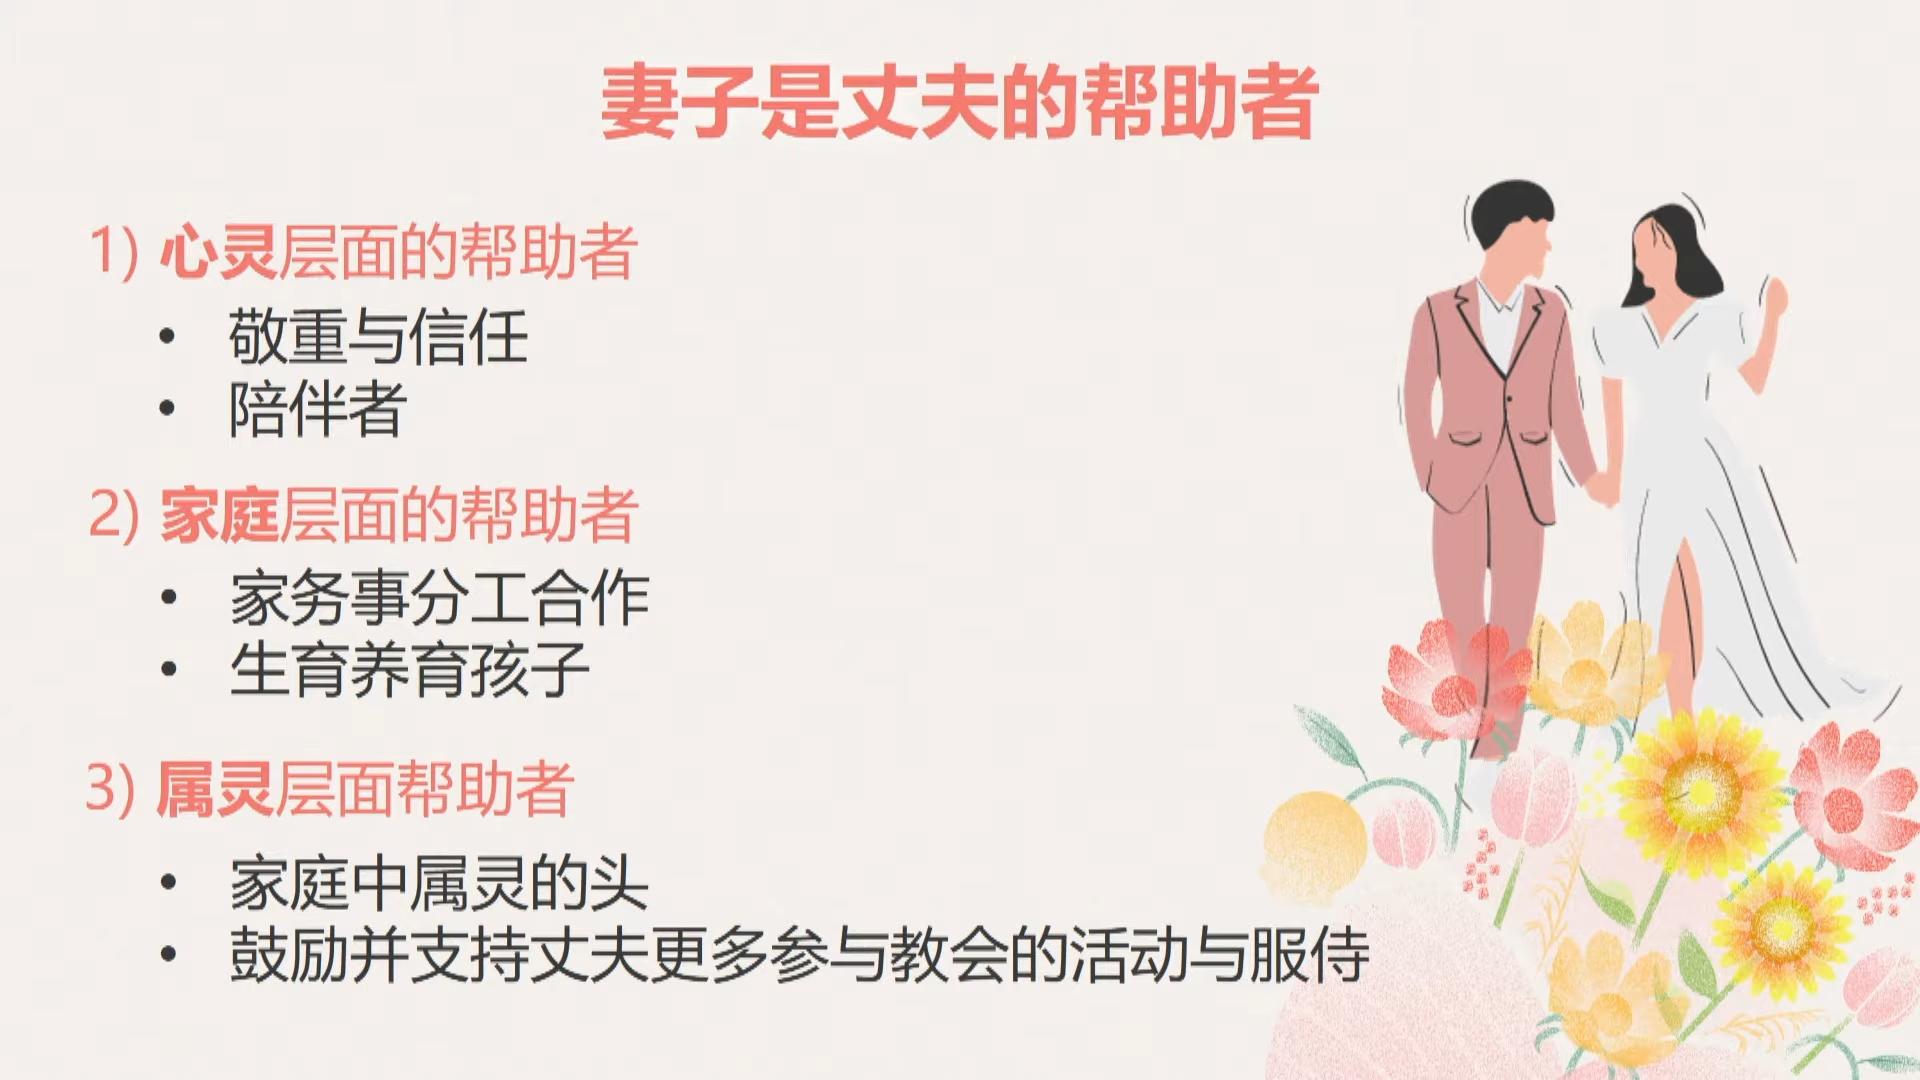 妻子是丈夫的帮助者
1) 心灵层面的帮助者
• 敬重与信任
• 陪伴者
2) 家庭层面的帮助者
• 家务事分工合作
• 生育养育孩子
3) 属灵层面帮助者
• 家庭中属灵的头
• 鼓励并支持丈夫更多参与教会的活动与服侍